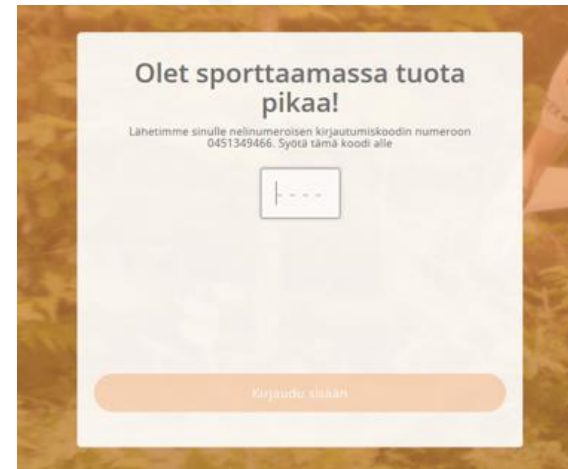 Olet sporttaamassa tuota
pikaa!
Lähetimme sinulle nelinumeroisen kirjautumiskoodin numeroon
0451349466. Syötä tämä koodi alle
- - - -
Kirjaudu sisään